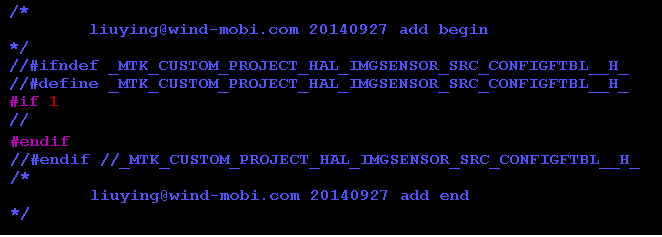 /*
liuying@wind-mobi.com 20140927 add begin
*/
//#ifndef _MTK_CUSTOM_PROJECT_HAL_IMGSENSOR_SRC_CONFIGFTBL__H_
//#define _MTK_CUSTOM_PROJECT_HAL_IMGSENSOR_SRC_CONFIGFTBL__H_
#if 1
//
#endif
//#endif //_MTK_CUSTOM_PROJECT_HAL_IMGSENSOR_SRC_CONFIGFTBL__H_
/*
liuying@wind-mobi.com 20140927 add end
*/